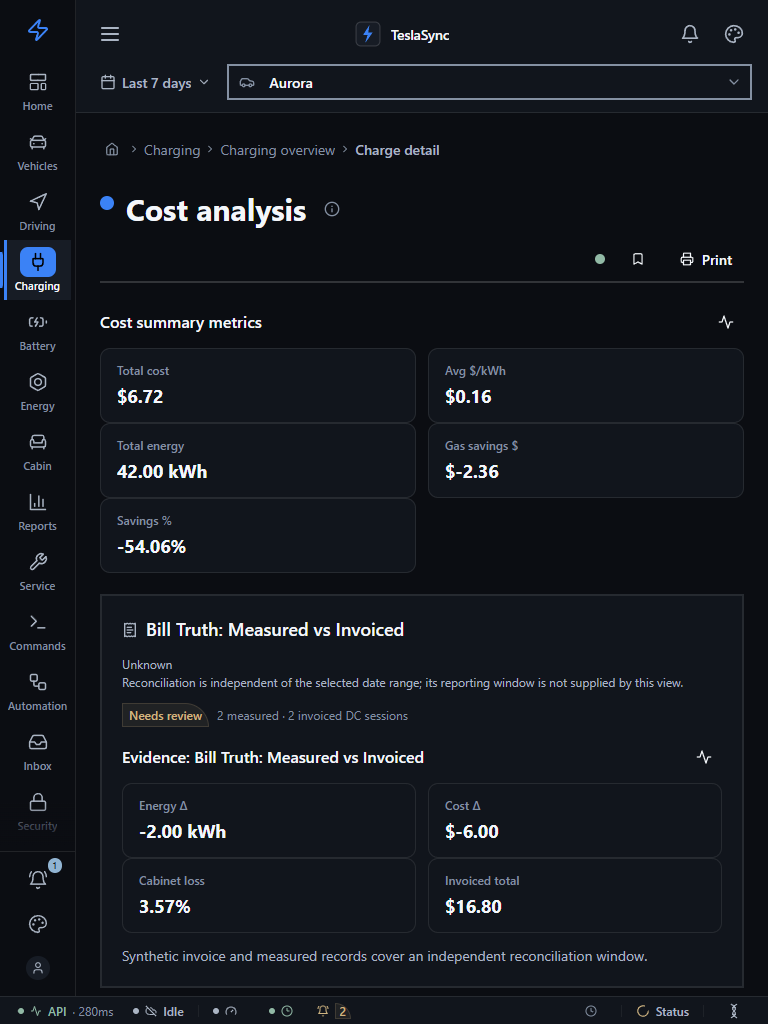 TeslaSync
Last 7 days
Aurora
Home
Vehicles
Driving
Charging
Battery
Energy
Cabin
Reports
Service
Commands
Automation
Inbox
Security
1
Charging
Charging overview
Charge detail
Cost analysis
Print
Cost summary metrics
Total cost
$6.72
Avg $/kWh
$0.16
Total energy
42.00 kWh
Gas savings $
$-2.36
Savings %
-54.06%
Bill Truth: Measured vs Invoiced
Unknown
Reconciliation is independent of the selected date range; its reporting window is not supplied by this view.
Needs review
2 measured · 2 invoiced DC sessions
Evidence: Bill Truth: Measured vs Invoiced
Energy Δ
-2.00 kWh
Cost Δ
$-6.00
Cabinet loss
3.57%
Invoiced total
$16.80
Synthetic invoice and measured records cover an independent reconciliation window.
API · 280ms
Idle
2
Status